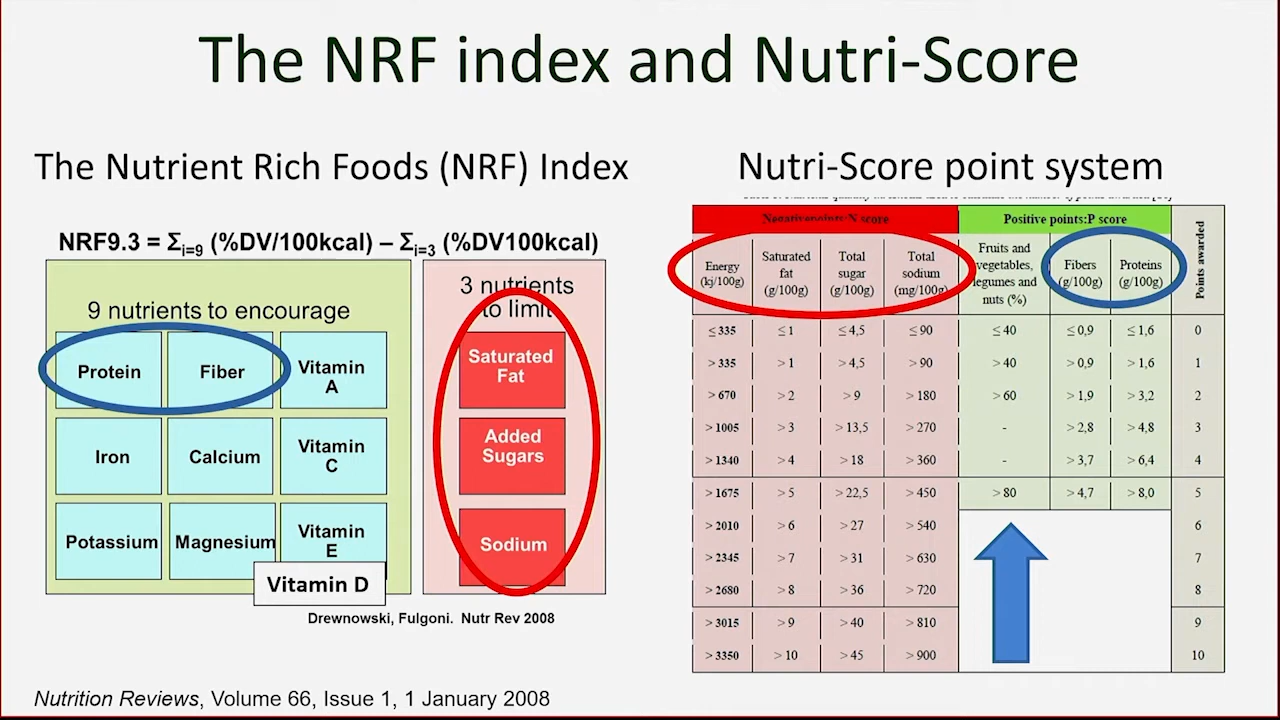 The NRF index and Nutri-Score
The Nutrient Rich Foods (NRF) Index
NRF9.3 = Σi=9 (%DV/100kcal) – Σi=3 (%DV100kcal)
9 nutrients to encourage
Protein
Fiber
Vitamin
A
Iron
Calcium
Vitamin
C
Potassium
Magnesium
Vitamin
E
Vitamin D
3 nutrients
to limit
Saturated
Fat
Added
Sugars
Sodium
Drewnowski, Fulgoni. Nutr Rev 2008
Nutrition Reviews, Volume 66, Issue 1, 1 January 2008
Nutri-Score point system
Negative points:N score
Positive points:P score
Points awarded
Energy
(kj/100g)
Saturated
fat
(g/100g)
Total
sugar
(g/100g)
Total
sodium
(mg/100g)
Fruits and
vegetables,
legumes and
nuts (%)
Fibers
(g/100g)
Proteins
(g/100g)
≤ 335 ≤ 1 ≤ 4,5 ≤ 90 ≤ 40 ≤ 0,9 ≤ 1,6 0
> 335 > 1 > 4,5 > 90 > 40 > 0,9 > 1,6 1
> 670 > 2 > 9 > 180 > 60 > 1,9 > 3,2 2
> 1005 > 3 > 13,5 > 270 - > 2,8 > 4,8 3
> 1340 > 4 > 18 > 360 - > 3,7 > 6,4 4
> 1675 > 5 > 22,5 > 450 > 80 > 4,7 > 8,0 5
> 2010 > 6 > 27 > 540 6
> 2345 > 7 > 31 > 630 7
> 2680 > 8 > 36 > 720 8
> 3015 > 9 > 40 > 810 9
> 3350 > 10 > 45 > 900 10